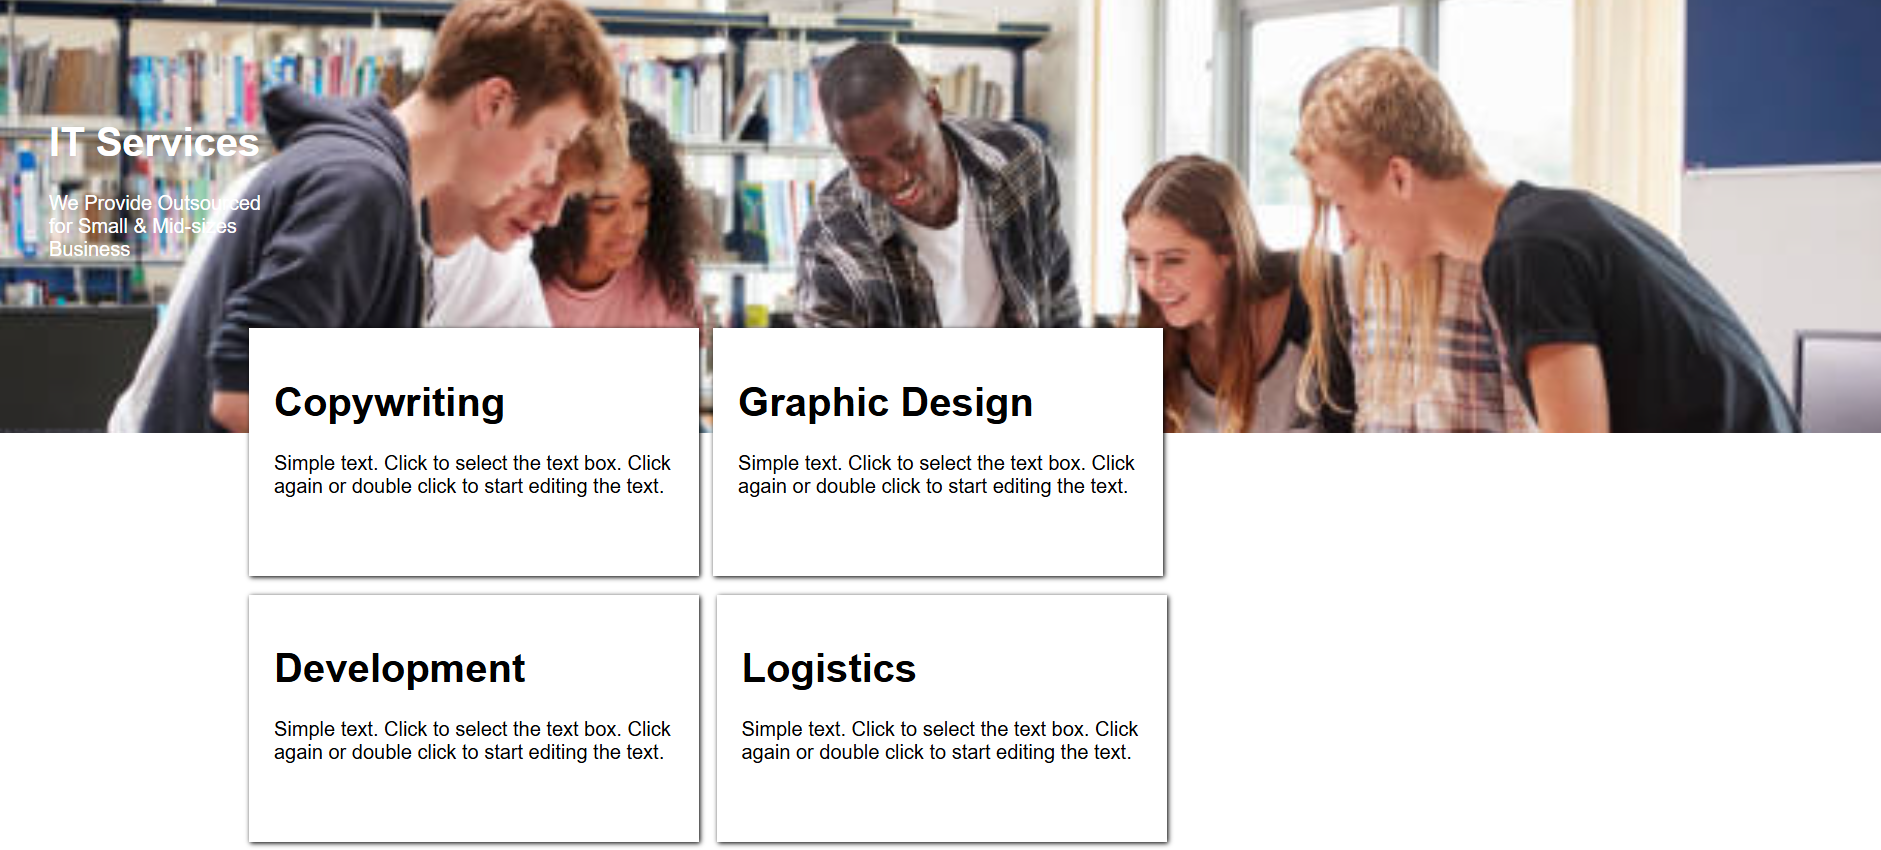 IT Services
We Provide Outsourced
for Small & Mid-sizes
Business
Copywriting
Simple text. Click to select the text box. Click
again or double click to start editing the text.
Graphic Design
Simple text. Click to select the text box. Click
again or double click to start editing the text.
Development
Simple text. Click to select the text box. Click
again or double click to start editing the text.
Logistics
Simple text. Click to select the text box. Click
again or double click to start editing the text.